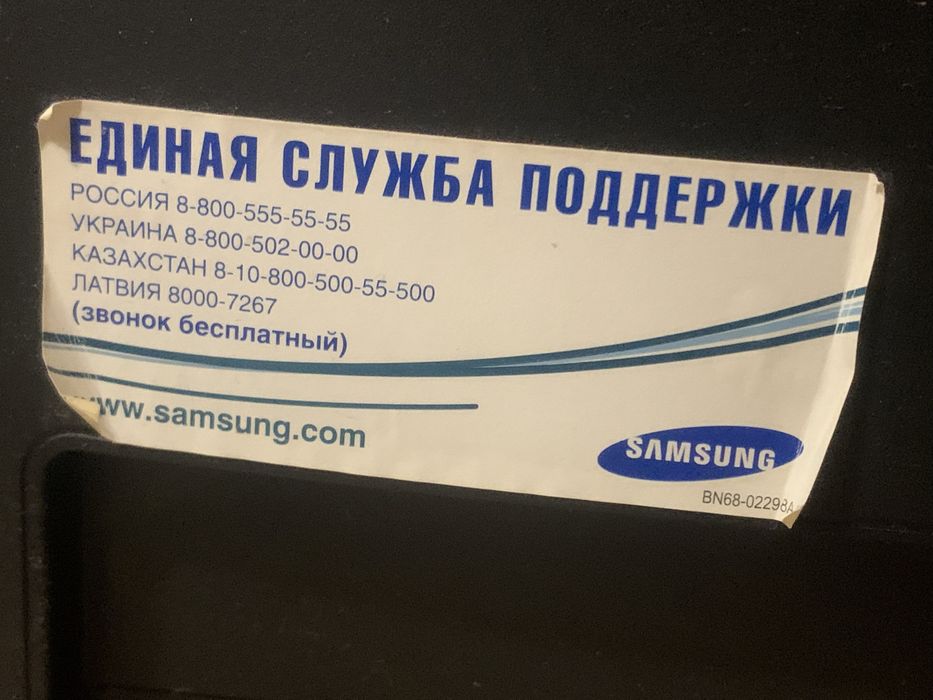 ЕДИНАЯ СЛУЖБА ПОДДЕРЖКИ
РОССИЯ 8-800-555-55-55
УКРАИНА 8-800-502-00-00
КАЗАХСТАН 8-10-800-500-55-500
ЛАТВИЯ 8000-7267
(звонок бесплатный)
www.samsung.com
SAMSUNG
BN68-02298A